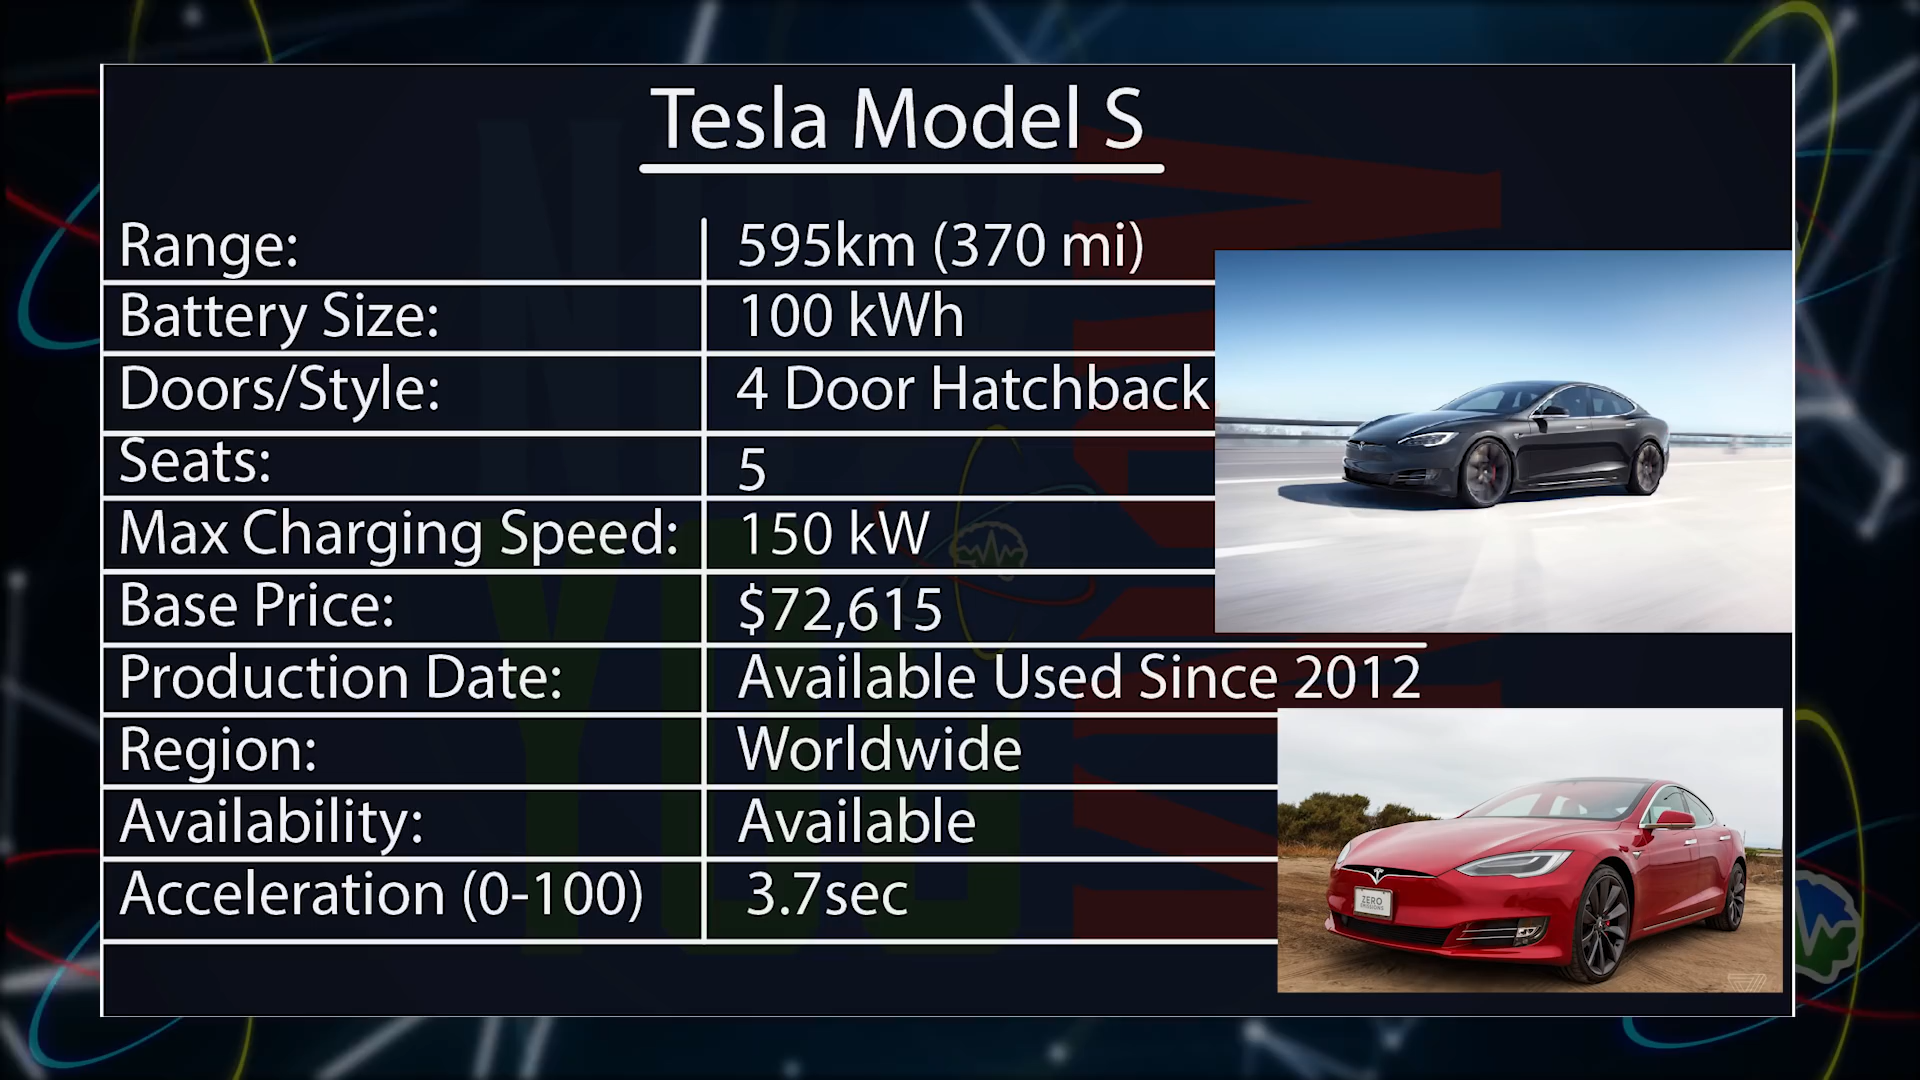 Tesla Model S
Range: 595km (370 mi)
Battery Size: 100 kWh
Doors/Style: 4 Door Hatchback
Seats: 5
Max Charging Speed: 150 kW
Base Price: $72,615
Production Date: Available Used Since 2012
Region: Worldwide
Availability: Available
Acceleration (0-100) 3.7sec
ZERO
EMISSIONS